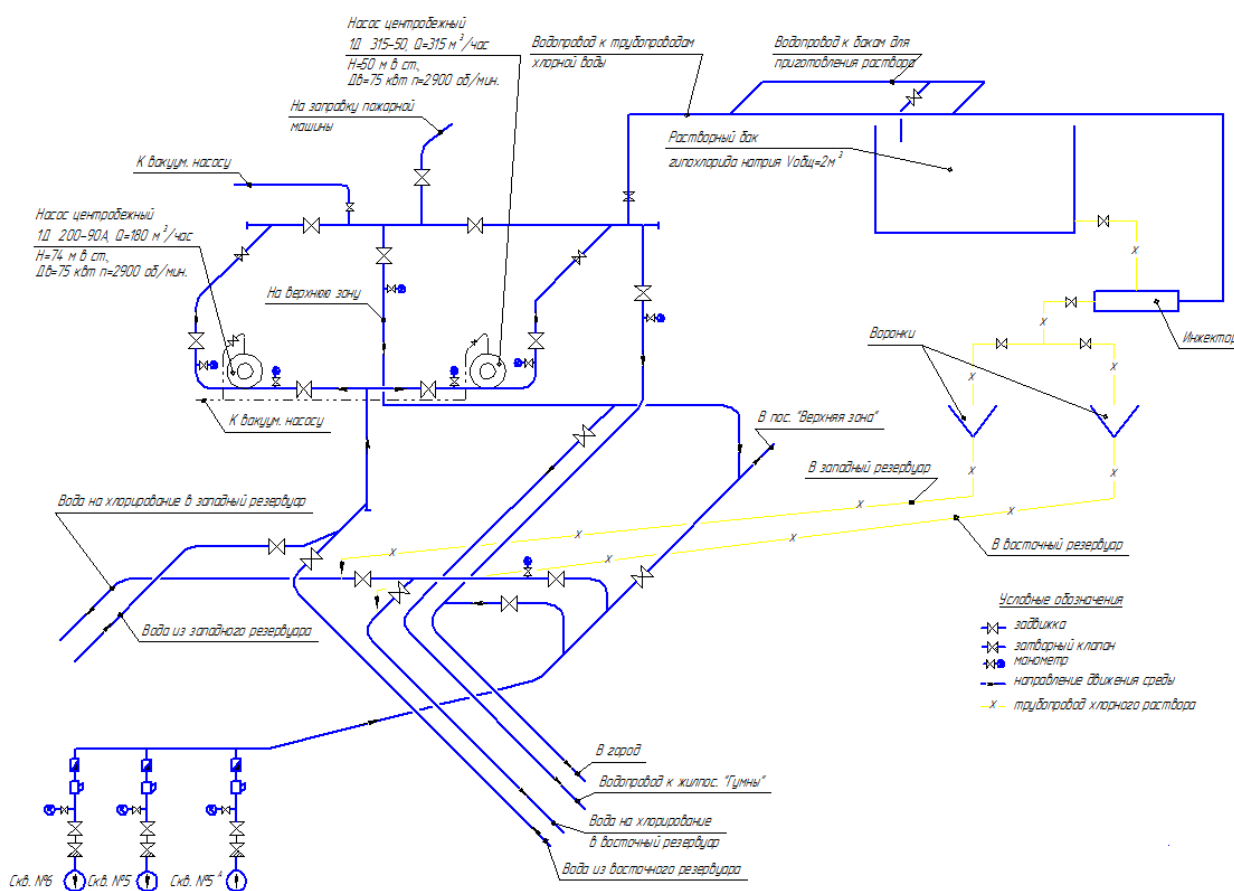 Насос центробежный
1Д 315-50, Q=315 м³/час
Н=50 м в ст.,
Дв=75 квт n=2900 об/мин.
Водопровод к трубопроводам
хлорной воды
Водопровод к бакам для
приготовления раствора
На заправку пожарной
машины
Растворный бак
гипохлорида натрия Vобщ=2м³
К вакуум. насосу
Насос центробежный
1Д 200-90А, Q=180 м³/час
Н=74 м в ст.,
Дв=75 квт n=2900 об/мин.
На верхнюю зону
Инжектор
Воронки
К вакуум. насосу
В пос. "Верхняя зона"
В западный резервуар
Вода на хлорирование в западный резервуар
В восточный резервуар
Вода из западного резервуара
Условные обозначения
задвижка
затворный клапан
манометр
направление движения среды
х трубопровод хлорного раствора
В город
Водопровод к жилпос. "Гумны"
Вода на хлорирование
в восточный резервуар
Вода из восточного резервуара
Скв. №6
Скв. №5
Скв. №5ᴬ